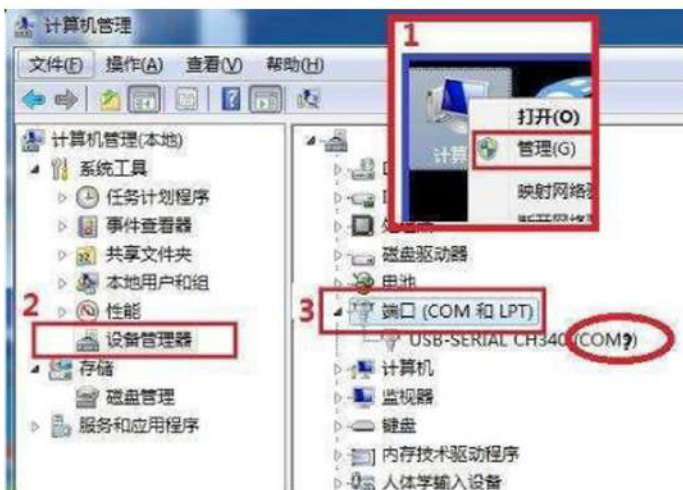 计算机管理
文件(F) 操作(A) 查看(V) 帮助(H)
1
打开(O)
管理(G)
映射网络
计算机管理(本地)
系统工具
任务计划程序
事件查看器
共享文件夹
本地用户和组
性能
2
设备管理器
存储
磁盘管理
服务和应用程序
磁盘驱动器
电池
3
端口 (COM 和 LPT)
USB-SERIAL CH340 (COM?)
计算机
监视器
键盘
内存技术驱动程序
人体学输入设备